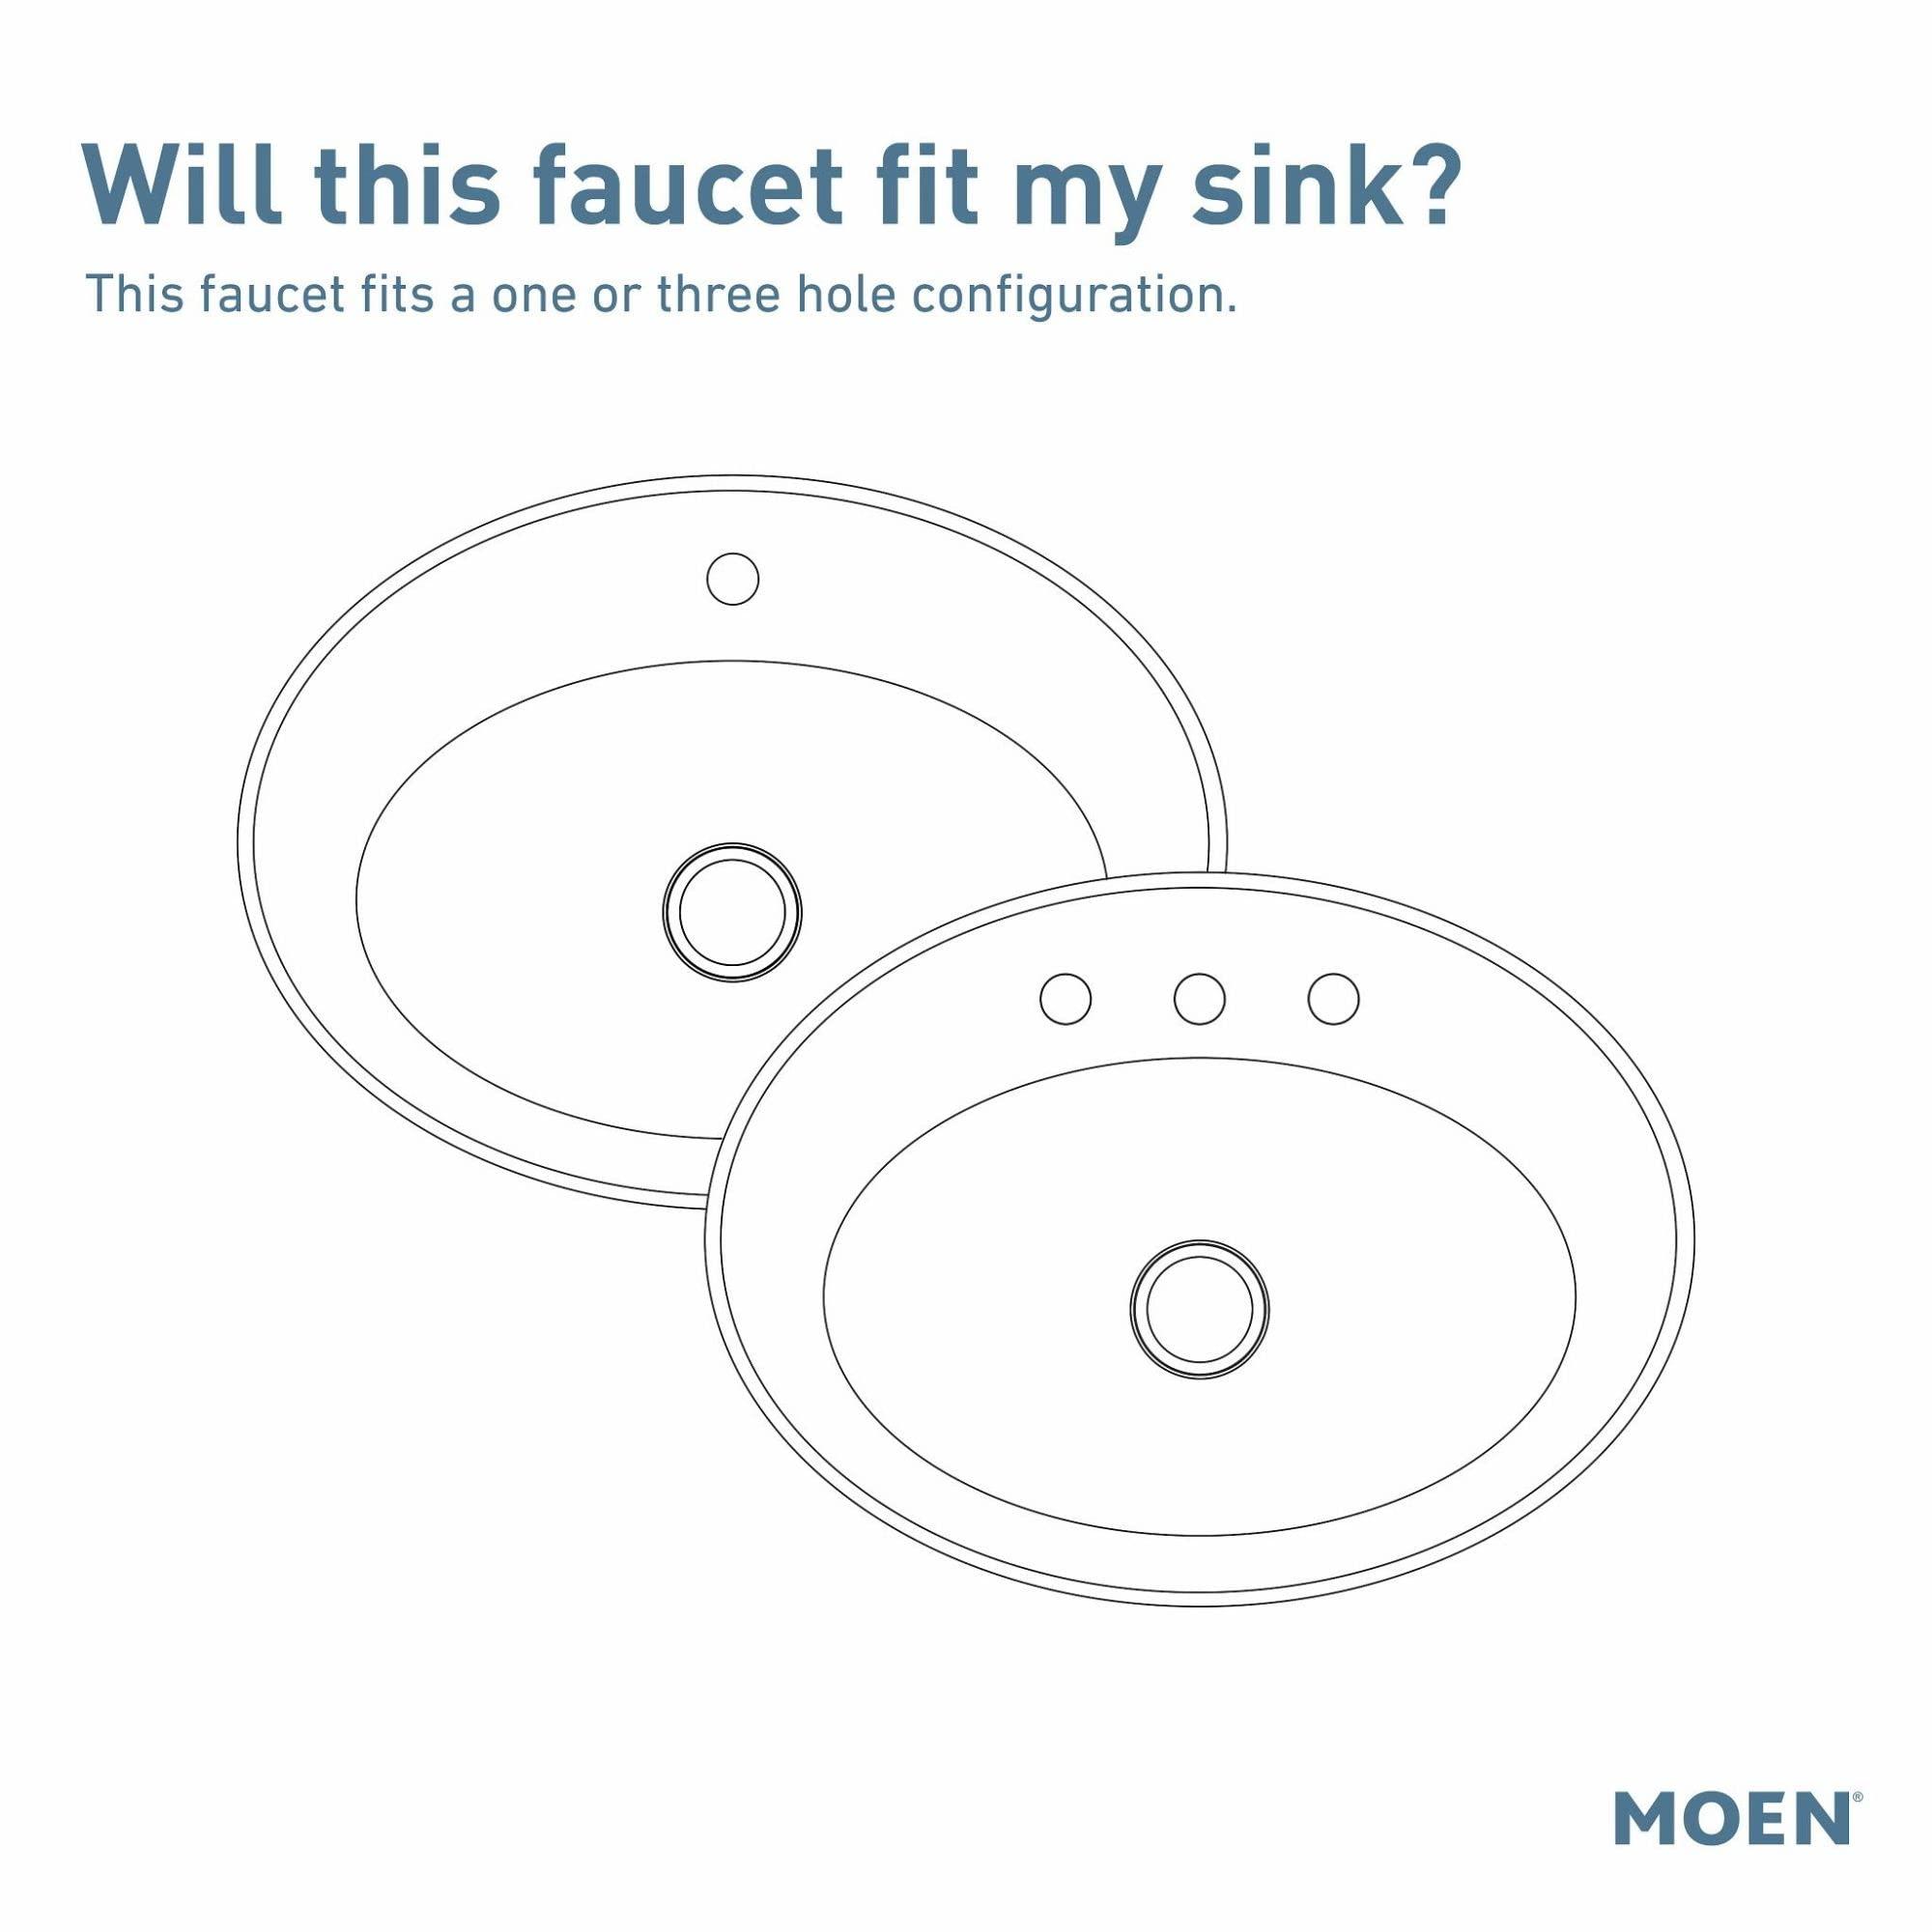 Will this faucet fit my sink?
This faucet fits a one or three hole configuration.
MOEN®